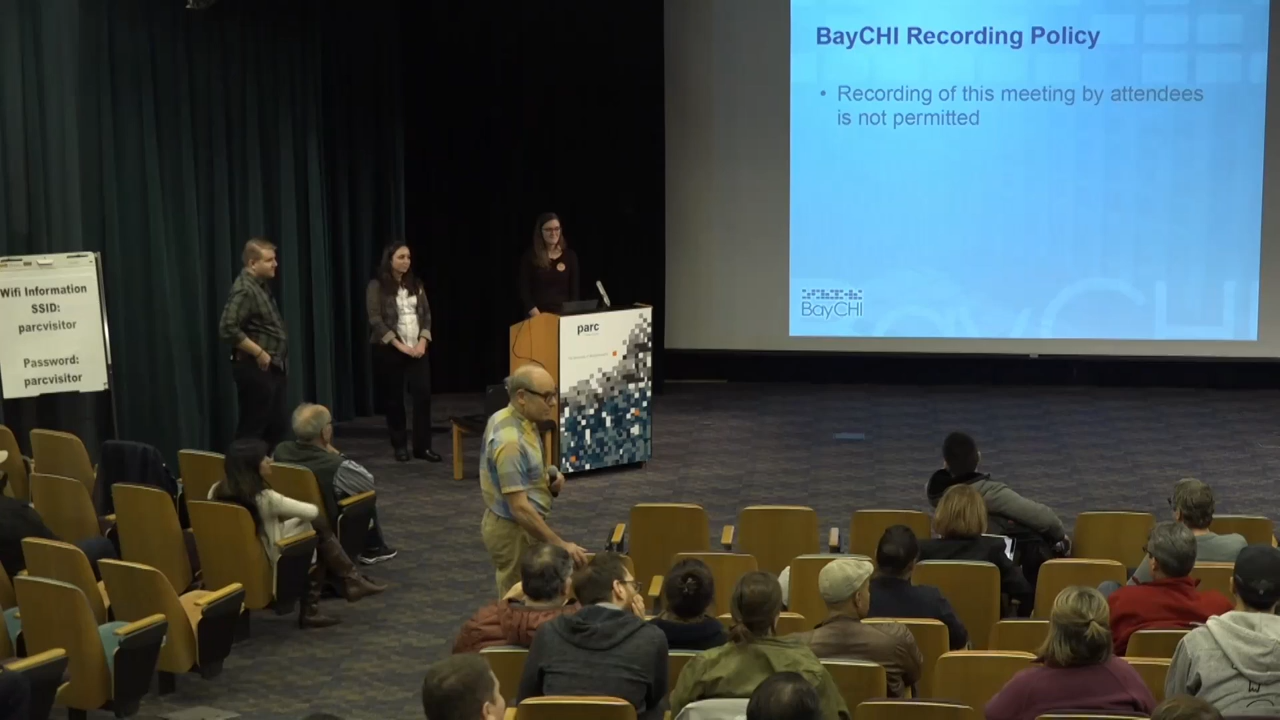 BayCHI Recording Policy
• Recording of this meeting by attendees
is not permitted
BayCHI
Wifi Information
SSID:
parcvisitor
Password:
parcvisitor
parc